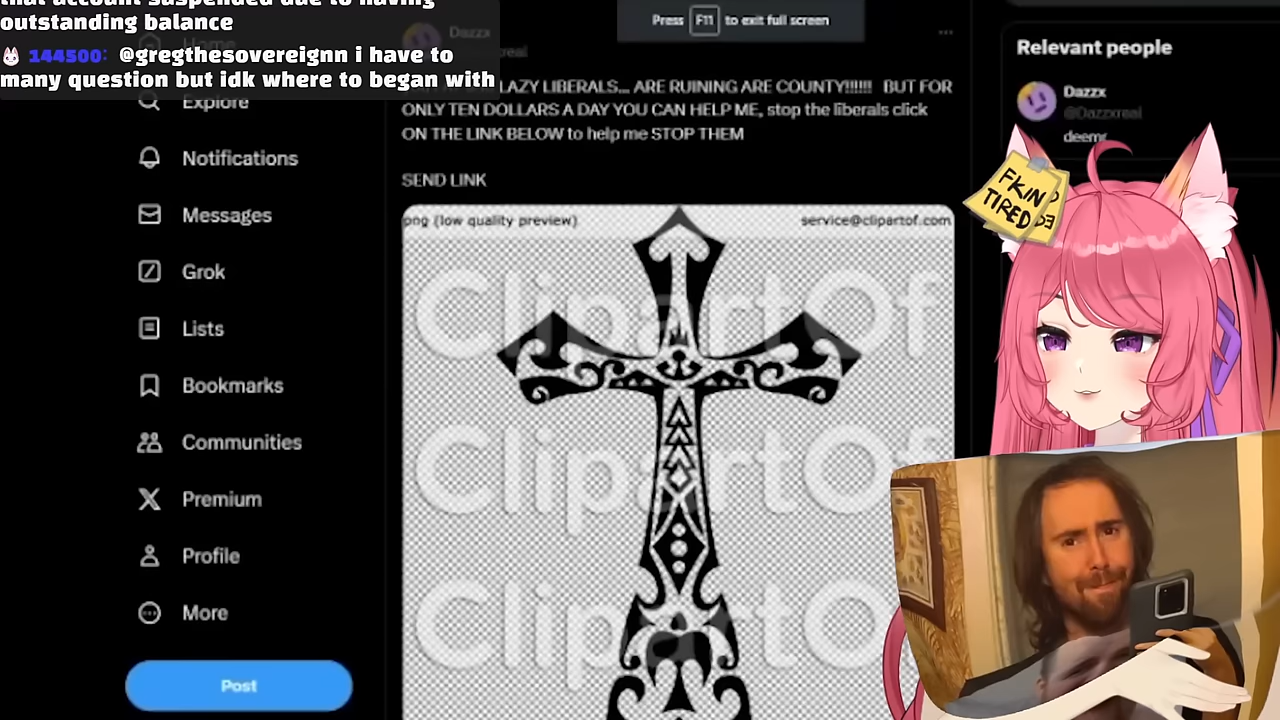 that account suspended due to having
outstanding balance
144500: @gregthesovereignn i have to
many question but idk where to began with
Press F11 to exit full screen
Home
Explore
Notifications
Messages
Grok
Lists
Bookmarks
Communities
Premium
Profile
More
Post
Dazzx
LAZY LIBERALS... ARE RUINING ARE COUNTY!!!!!! BUT FOR
ONLY TEN DOLLARS A DAY YOU CAN HELP ME, stop the liberals click
ON THE LINK BELOW to help me STOP THEM
SEND LINK
png (low quality preview)
service@clipartof.com
ClipartOf
ClipartOf
ClipartOf
Relevant people
Dazzx
@Dazzxreal
deemr
FKIN
TIRED